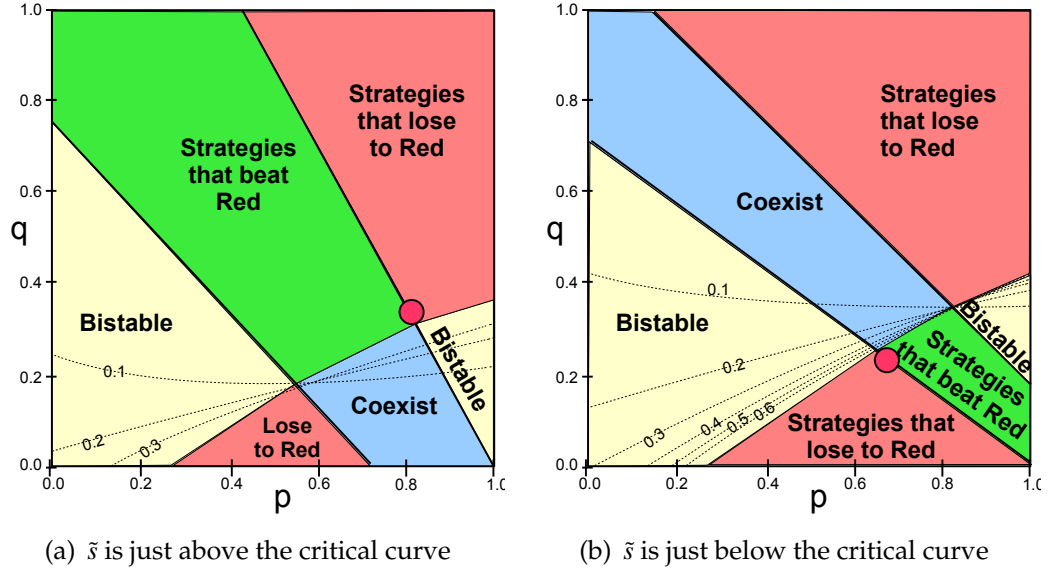 1.0
0.8
0.6
q
0.4
0.2
0.0
0.0
0.2
0.4
0.6
0.8
1.0
p
Strategies
that lose
to Red
Strategies
that beat
Red
Bistable
Bistable
Coexist
Lose
to Red
0.1
0.2
0.3
(a) s̃ is just above the critical curve
1.0
0.8
0.6
q
0.4
0.2
0.0
0.0
0.2
0.4
0.6
0.8
1.0
p
Strategies
that lose
to Red
Coexist
Bistable
Bistable
Strategies
that beat Red
Strategies that
lose to Red
0.1
0.2
0.3
0.4
0.5
0.6
(b) s̃ is just below the critical curve